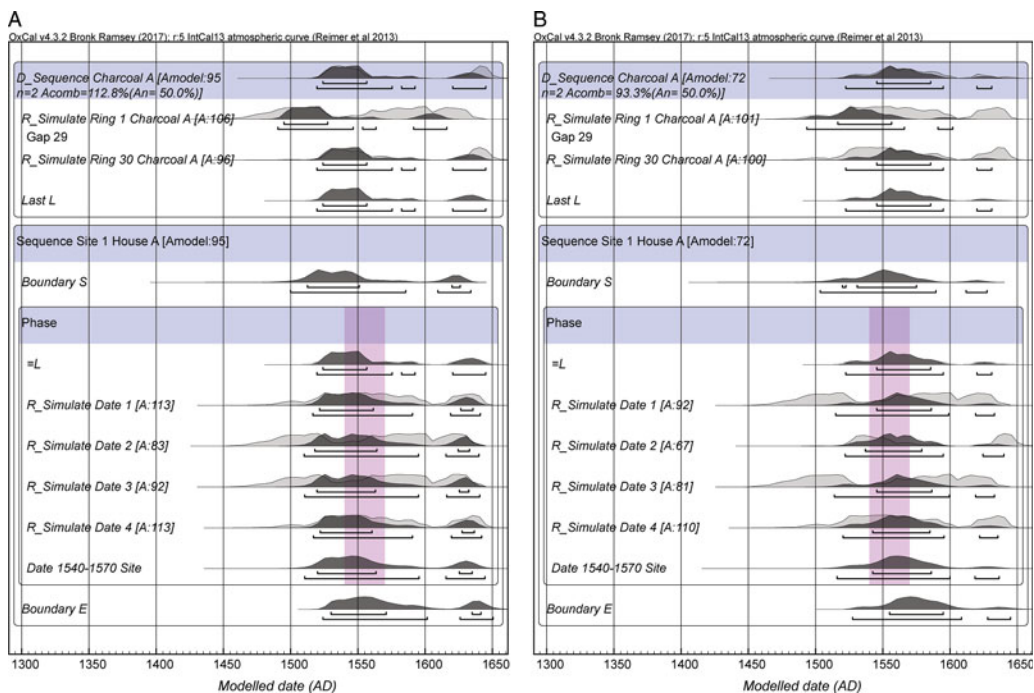 A
OxCal v4.3.2 Bronk Ramsey (2017); r:5 IntCal13 atmospheric curve (Reimer et al 2013)
D_Sequence Charcoal A [Amodel:95
n=2 Acomb=112.8%(An= 50.0%)]
R_Simulate Ring 1 Charcoal A [A:106]
Gap 29
R_Simulate Ring 30 Charcoal A [A:96]
Last L
Sequence Site 1 House A [Amodel:95]
Boundary S
Phase
=L
R_Simulate Date 1 [A:113]
R_Simulate Date 2 [A:83]
R_Simulate Date 3 [A:92]
R_Simulate Date 4 [A:113]
Date 1540-1570 Site
Boundary E
1300 1350 1400 1450 1500 1550 1600 1650
Modelled date (AD)
B
OxCal v4.3.2 Bronk Ramsey (2017); r:5 IntCal13 atmospheric curve (Reimer et al 2013)
D_Sequence Charcoal A [Amodel:72
n=2 Acomb= 93.3%(An= 50.0%)]
R_Simulate Ring 1 Charcoal A [A:101]
Gap 29
R_Simulate Ring 30 Charcoal A [A:100]
Last L
Sequence Site 1 House A [Amodel:72]
Boundary S
Phase
=L
R_Simulate Date 1 [A:92]
R_Simulate Date 2 [A:67]
R_Simulate Date 3 [A:81]
R_Simulate Date 4 [A:110]
Date 1540-1570 Site
Boundary E
1300 1350 1400 1450 1500 1550 1600 1650
Modelled date (AD)